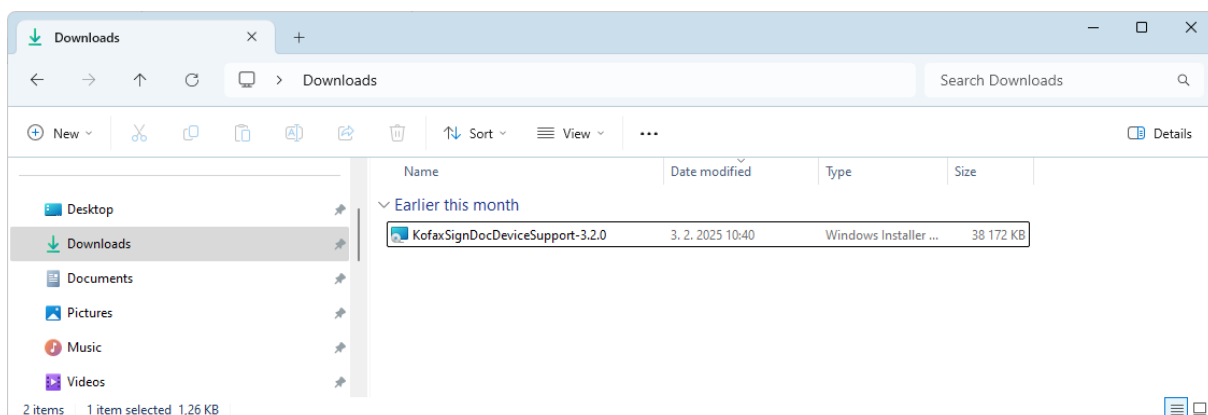 Downloads
Downloads
Search Downloads
New
Sort
View
Details
Name Date modified Type Size
Earlier this month
KofaxSignDocDeviceSupport-3.2.0 3. 2. 2025 10:40 Windows Installer ... 38 172 KB
Desktop
Downloads
Documents
Pictures
Music
Videos
2 items 1 item selected 1,26 KB